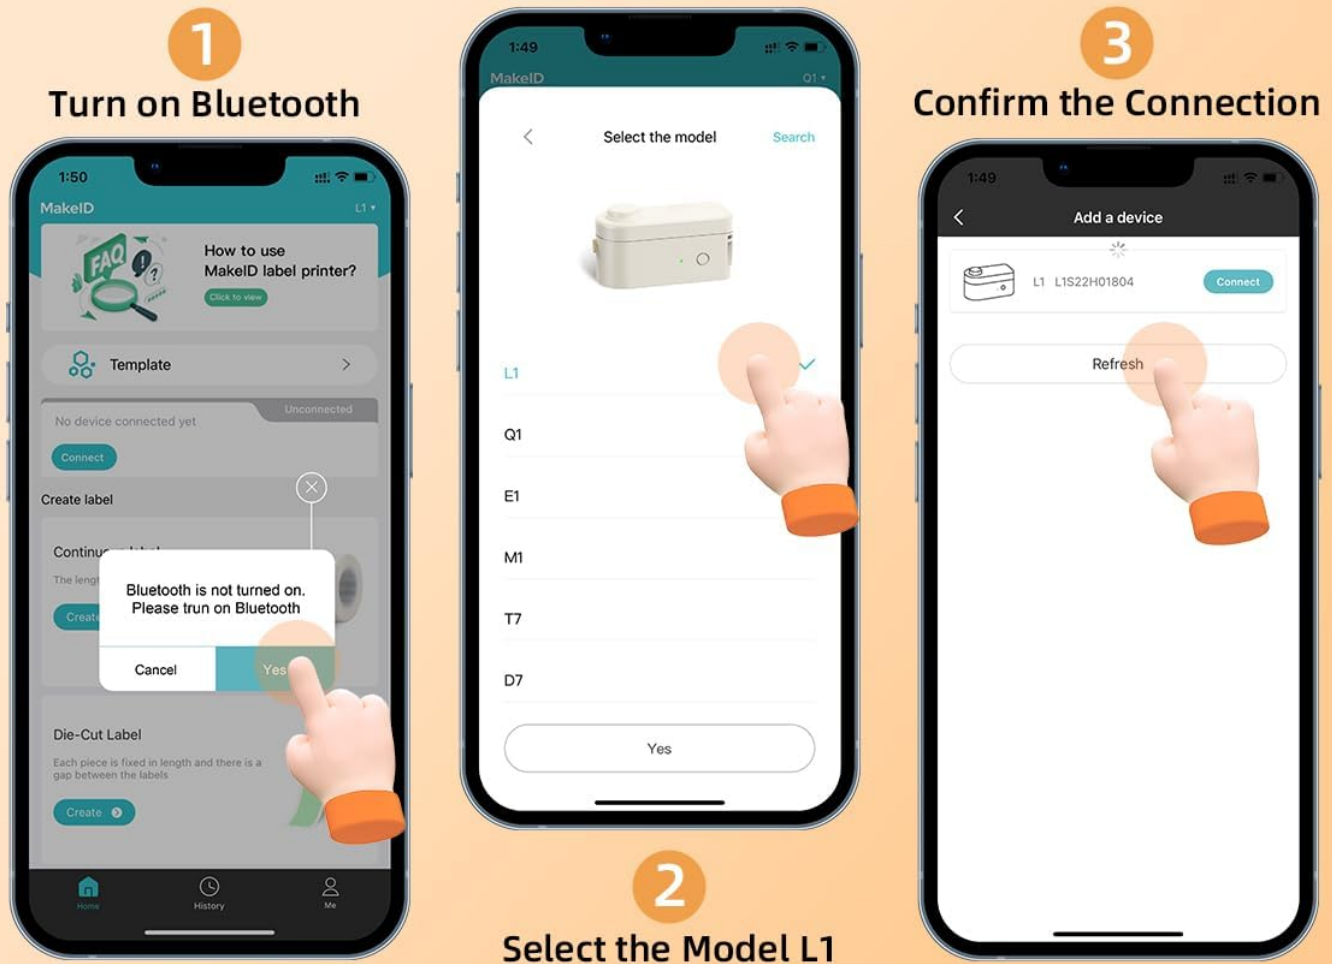 1
Turn on Bluetooth
1:50
MakeID
L1
FAQ
How to use
MakeID label printer?
Click to view
Template
Unconnected
No device connected yet
Connect
Create label
Continu
The lengt
Create
Bluetooth is not turned on.
Please trun on Bluetooth
Cancel
Yes
Die-Cut Label
Each piece is fixed in length and there is a
gap between the labels
Create
Home
History
Me
1:49
MakeID
Q1
Select the model
Search
L1
Q1
E1
M1
T7
D7
Yes
2
Select the Model L1
3
Confirm the Connection
1:49
Add a device
L1 L1S22H01804
Connect
Refresh